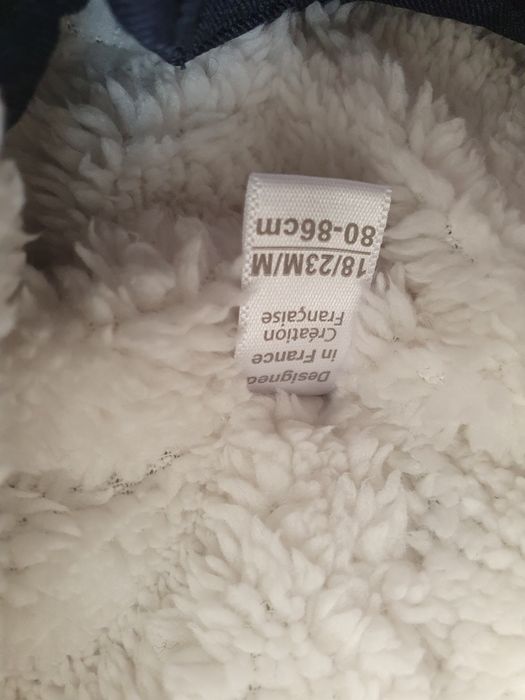 Designed
in France
Création
Française
18/23M/M
80-86cm